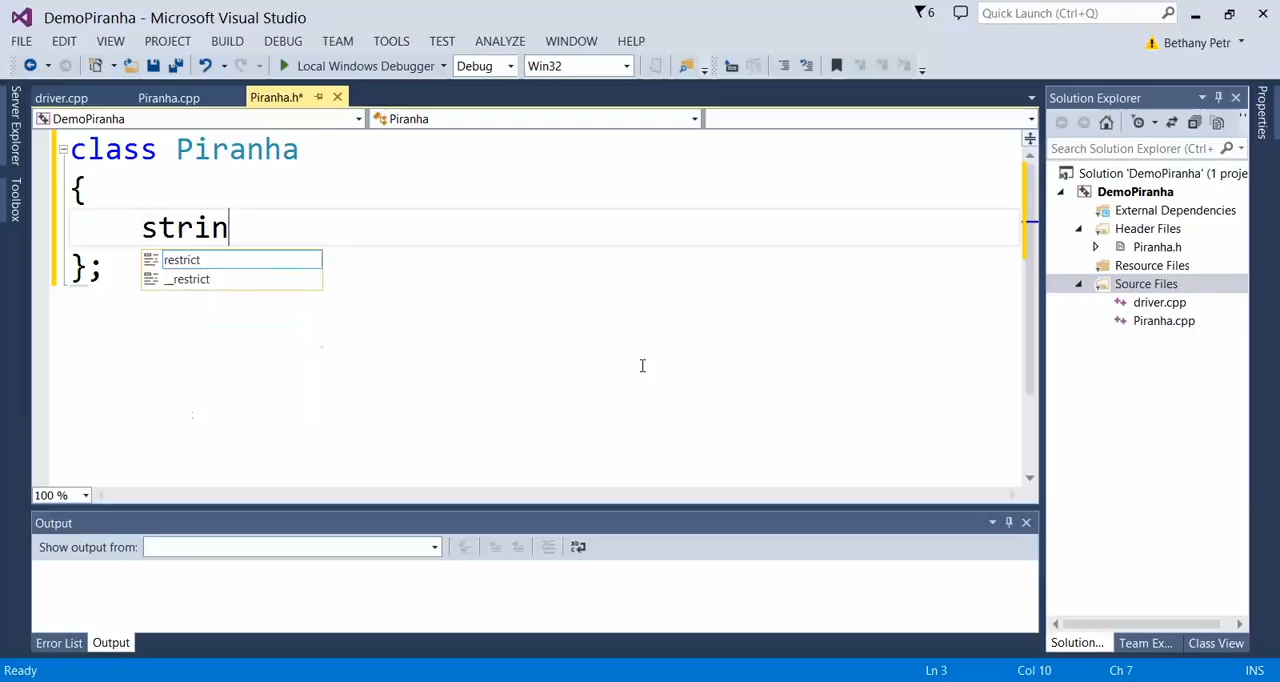 DemoPiranha - Microsoft Visual Studio
6
Quick Launch (Ctrl+Q)
FILE EDIT VIEW PROJECT BUILD DEBUG TEAM TOOLS TEST ANALYZE WINDOW HELP
Bethany Petr
Local Windows Debugger Debug Win32
Server Explorer
Toolbox
driver.cpp Piranha.cpp Piranha.h*
DemoPiranha Piranha
class Piranha
{
strin
restrict
__restrict
};
100 %
Output
Show output from:
Error List Output
Solution Explorer
Search Solution Explorer (Ctrl+
Solution 'DemoPiranha' (1 proje
DemoPiranha
External Dependencies
Header Files
Piranha.h
Resource Files
Source Files
driver.cpp
Piranha.cpp
Solution... Team Ex... Class View
Properties
Ready Ln 3 Col 10 Ch 7 INS